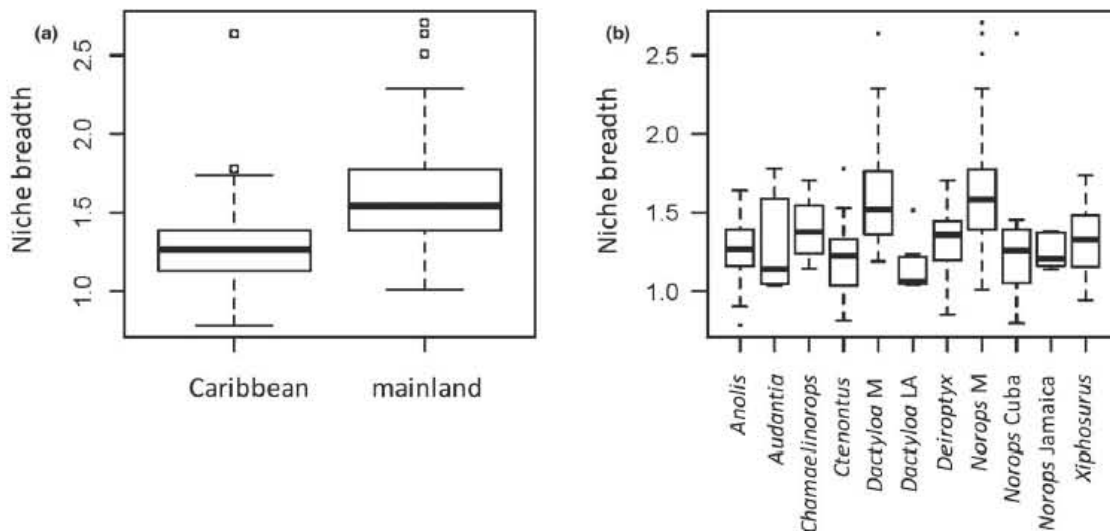 (a)
Niche breadth
2.5
2.0
1.5
1.0
Caribbean
mainland
(b)
Niche breadth
2.5
2.0
1.5
1.0
Anolis
Audantia
Chamaelinorops
Ctenontus
Dactyloa M
Dactyloa LA
Deiroptyx
Norops M
Norops Cuba
Norops Jamaica
Xiphosurus